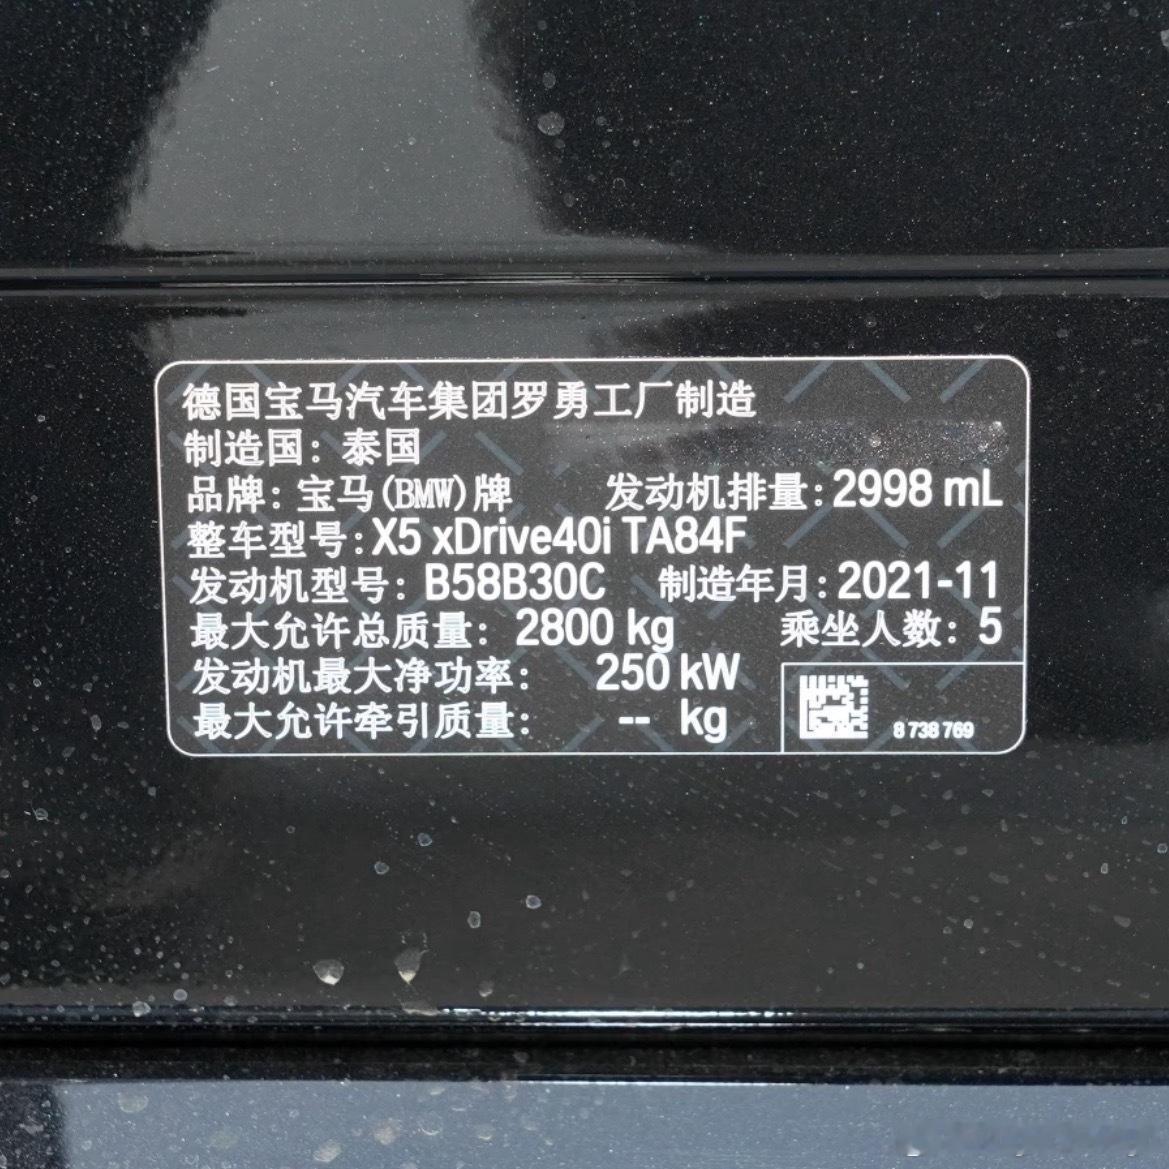 德国宝马汽车集团罗勇工厂制造
制造国：泰国
品牌：宝马(BMW)牌 发动机排量：2998 mL
整车型号：X5 xDrive40i TA84F
发动机型号：B58B30C 制造年月：2021-11
最大允许总质量：2800 kg 乘坐人数：5
发动机最大净功率：250 kW
最大允许牵引质量：-- kg
8 738 769